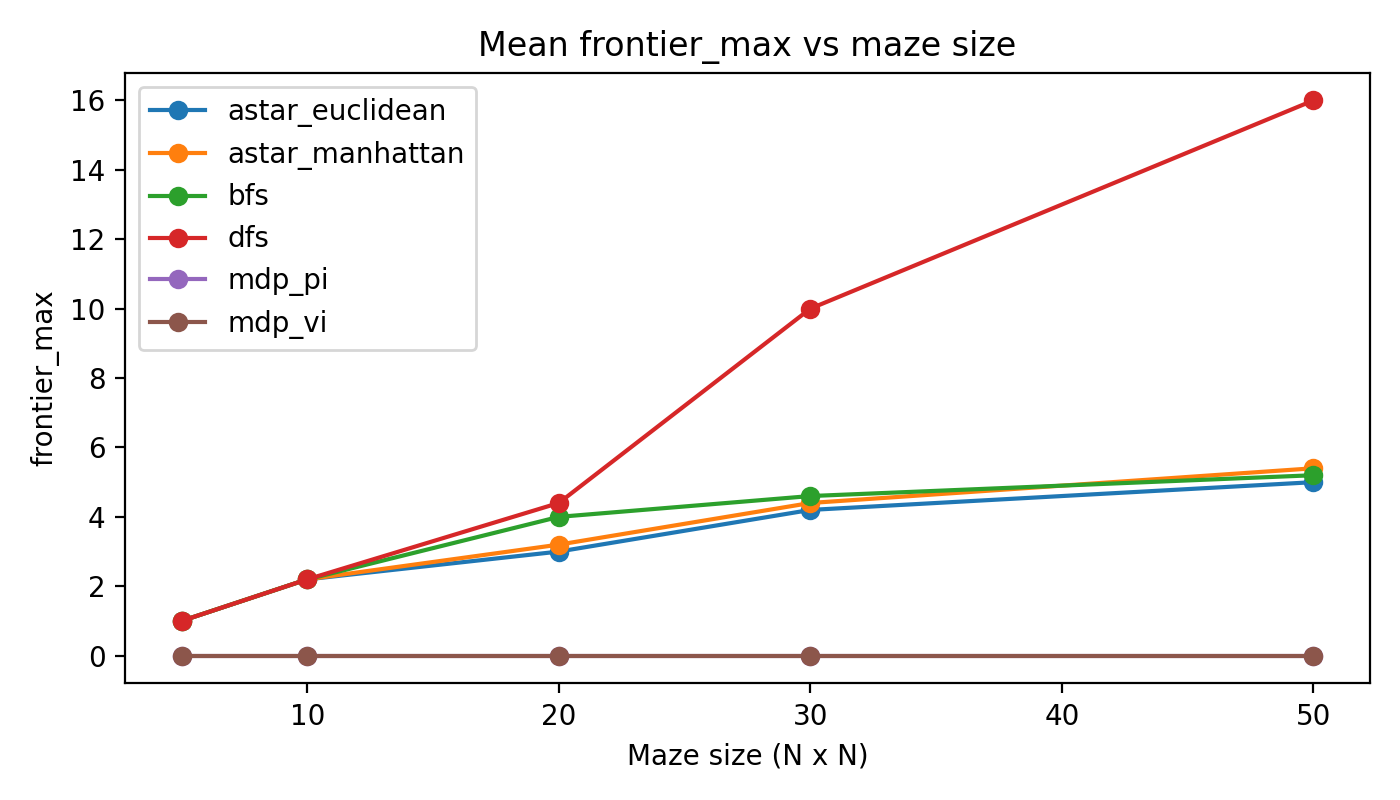 Mean frontier_max vs maze size
astar_euclidean
astar_manhattan
bfs
dfs
mdp_pi
mdp_vi
frontier_max
16
14
12
10
8
6
4
2
0
10 20 30 40 50
Maze size (N x N)